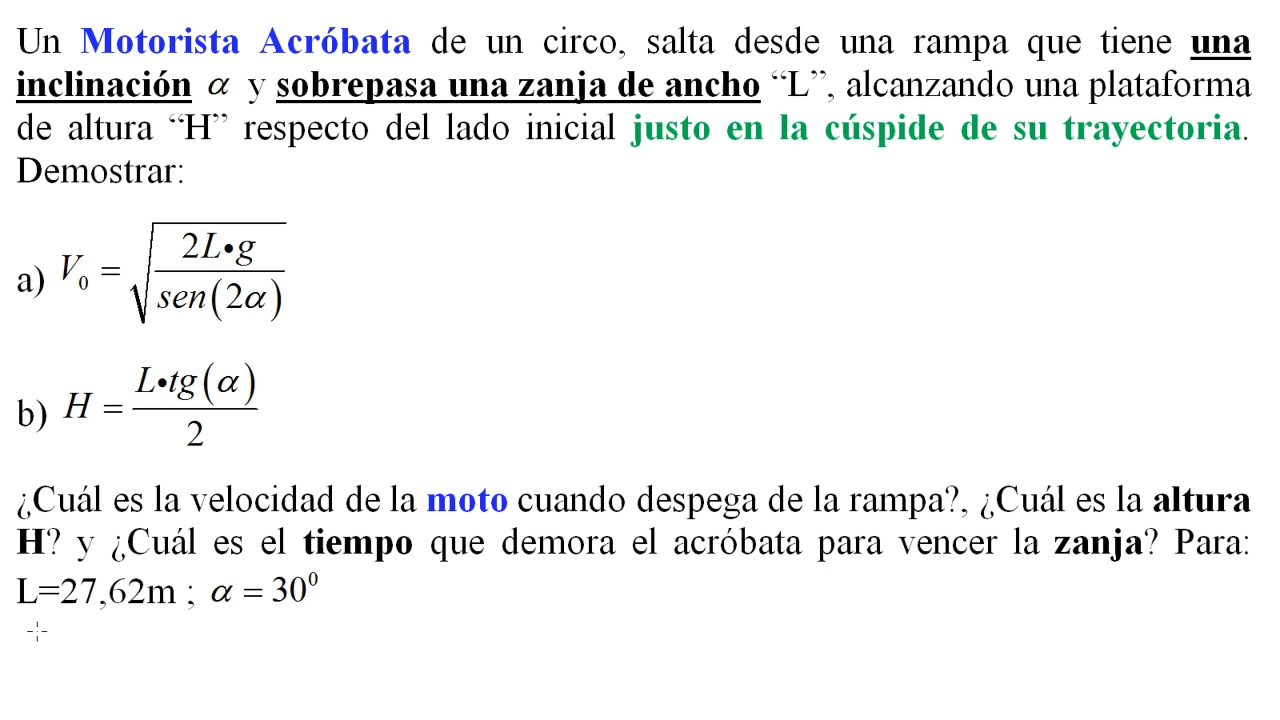 Un Motorista Acróbata de un circo, salta desde una rampa que tiene una
inclinación α y sobrepasa una zanja de ancho “L”, alcanzando una plataforma
de altura “H” respecto del lado inicial justo en la cúspide de su trayectoria.
Demostrar:
a) V₀ = √(2L•g / sen(2α))
b) H = L•tg(α) / 2
¿Cuál es la velocidad de la moto cuando despega de la rampa?, ¿Cuál es la altura
H? y ¿Cuál es el tiempo que demora el acróbata para vencer la zanja? Para:
L=27,62m ; α = 30⁰